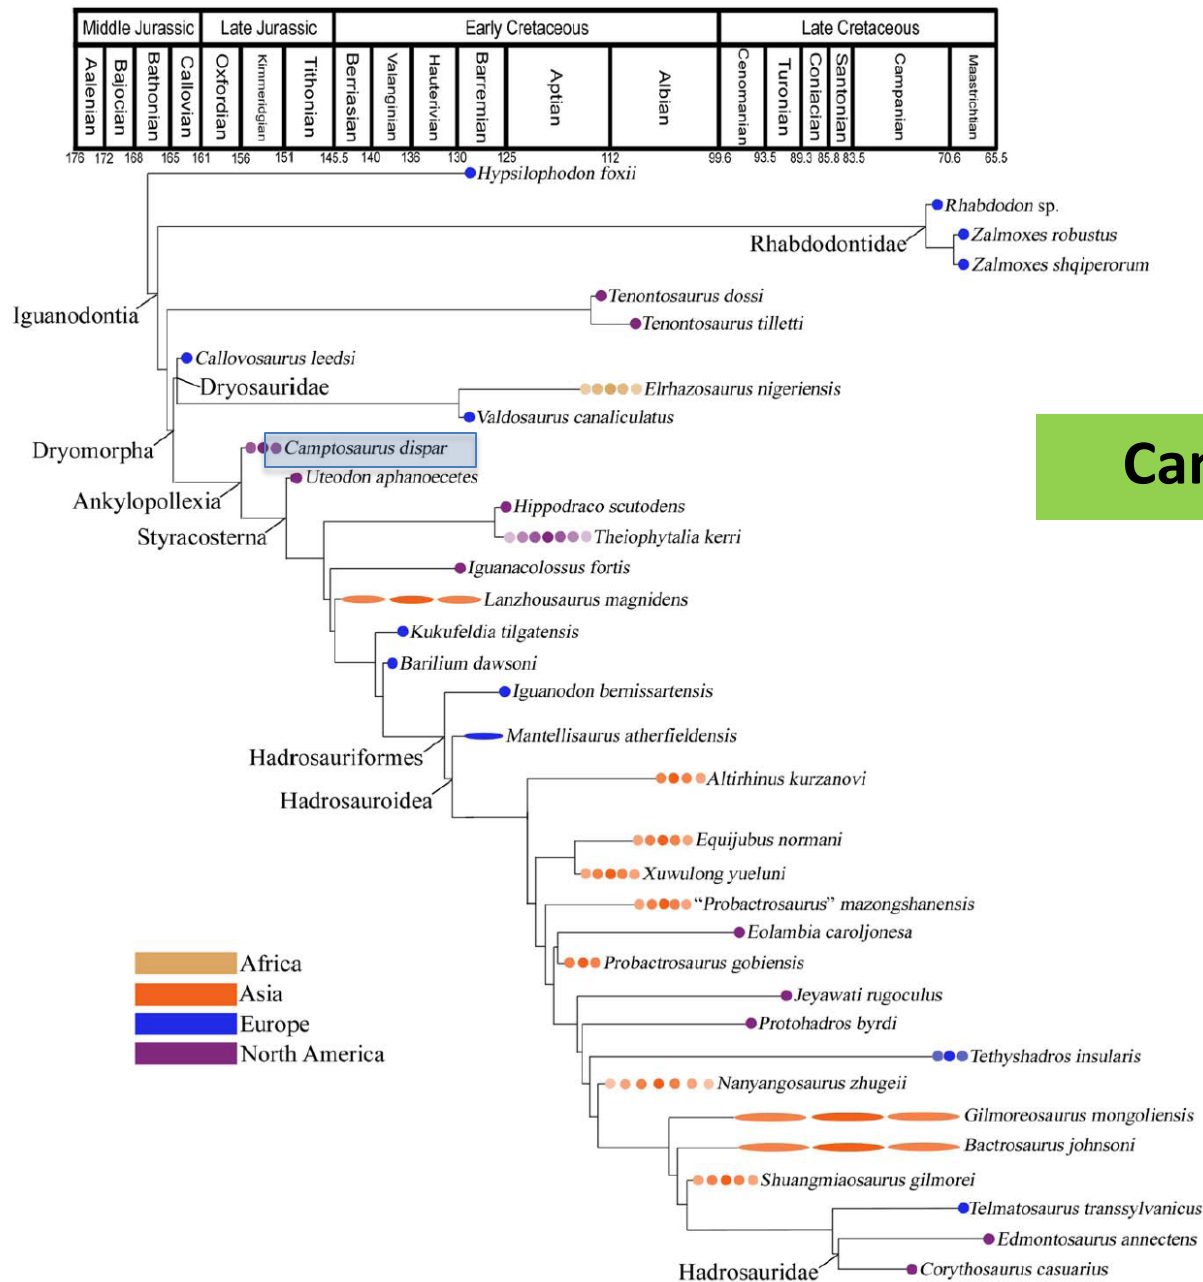 Middle Jurassic Late Jurassic Early Cretaceous Late Cretaceous
Aalenian Bajocian Bathonian Callovian Oxfordian Kimmeridgian Tithonian Berriasian Valanginian Hauterivian Barremian Aptian Albian Cenomanian Turonian Coniacian Santonian Campanian Maastrichtian
176 172 168 165 161 156 151 145.5 140 136 130 125 112 99.6 93.5 89.3 85.8 83.5 70.6 65.5
Hypsilophodon foxii
Rhabdodon sp.
Zalmoxes robustus
Rhabdodontidae
Zalmoxes shqiperorum
Tenontosaurus dossi
Iguanodontia
Tenontosaurus tilletti
Callovosaurus leedsi
Dryosauridae
Elrhazosaurus nigeriensis
Valdosaurus canaliculatus
Dryomorpha
Camptosaurus dispar
Car
Uteodon aphanoecetes
Ankylopollexia
Hippodraco scutodens
Styracosterna
Theiophytalia kerri
Iguanacolossus fortis
Lanzhousaurus magnidens
Kukufeldia tilgatensis
Barilium dawsoni
Iguanodon bernissartensis
Mantellisaurus atherfieldensis
Hadrosauriformes
Altirhinus kurzanovi
Hadrosauroidea
Equijubus normani
Xuwulong yueluni
“Probactrosaurus” mazongshanensis
Eolambia caroljonesa
Probactrosaurus gobiensis
Africa
Asia
Europe
North America
Jeyawati rugoculus
Protohadros byrdi
Tethyshadros insularis
Nanyangosaurus zhugeii
Gilmoreosaurus mongoliensis
Bactrosaurus johnsoni
Shuangmiaosaurus gilmorei
Telmatosaurus transsylvanicus
Edmontosaurus annectens
Hadrosauridae
Corythosaurus casuarius